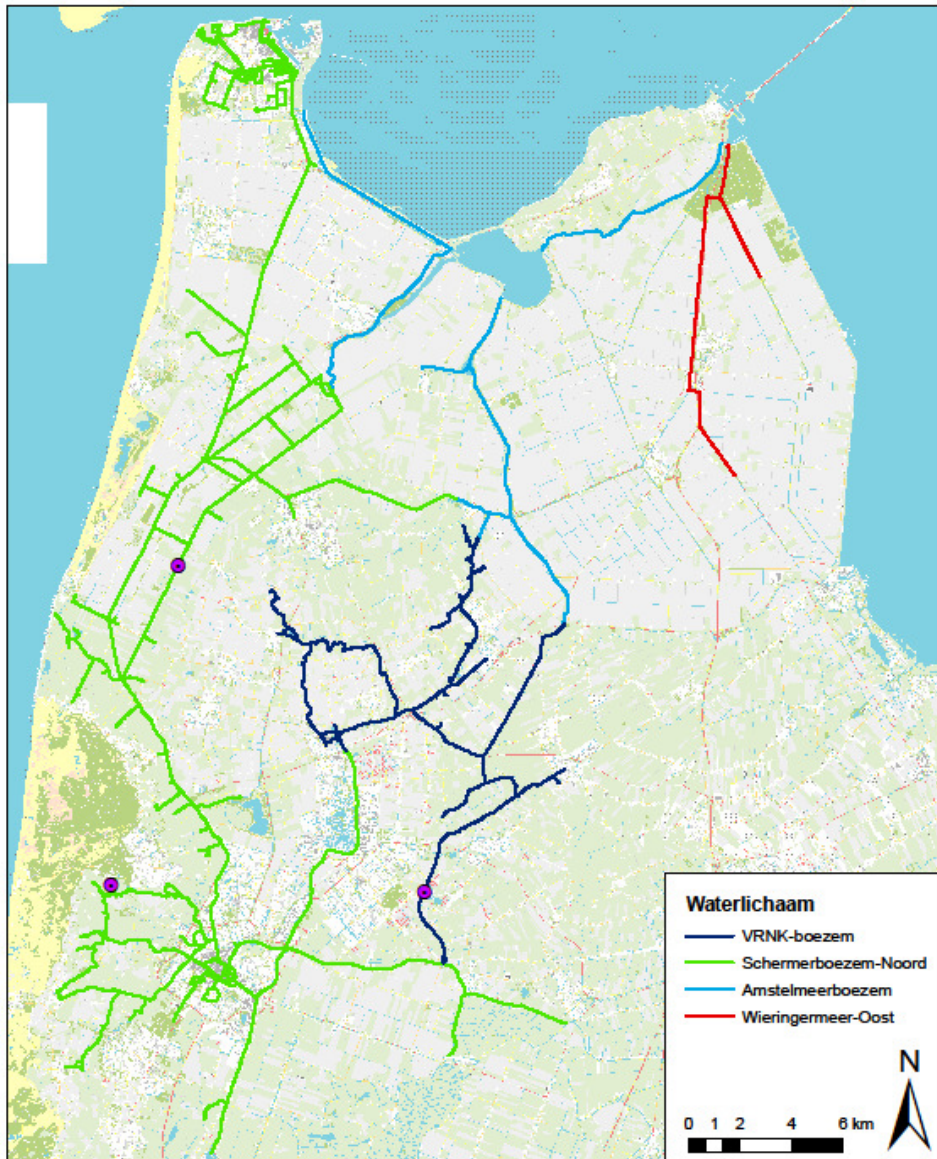 Waterlichaam
VRNK-boezem
Schermerboezem-Noord
Amstelmeerboezem
Wieringermeer-Oost
N
0 1 2 4 6 km